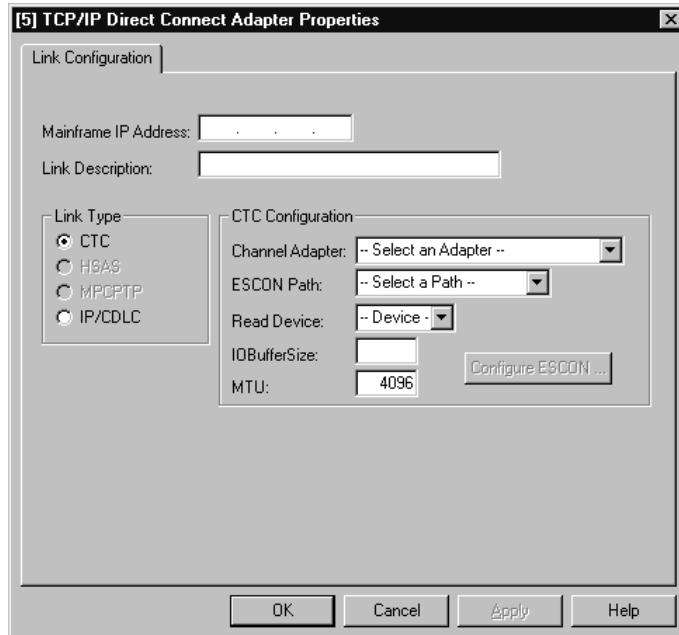 [5] TCP/IP Direct Connect Adapter Properties
Link Configuration
Mainframe IP Address: . . .
Link Description:
Link Type
CTC
HSAS
MPCPTP
IP/CDLC
CTC Configuration
Channel Adapter: -- Select an Adapter --
ESCON Path: -- Select a Path --
Read Device: -- Device -
IOBufferSize:
MTU: 4096
Configure ESCON ...
OK Cancel Apply Help